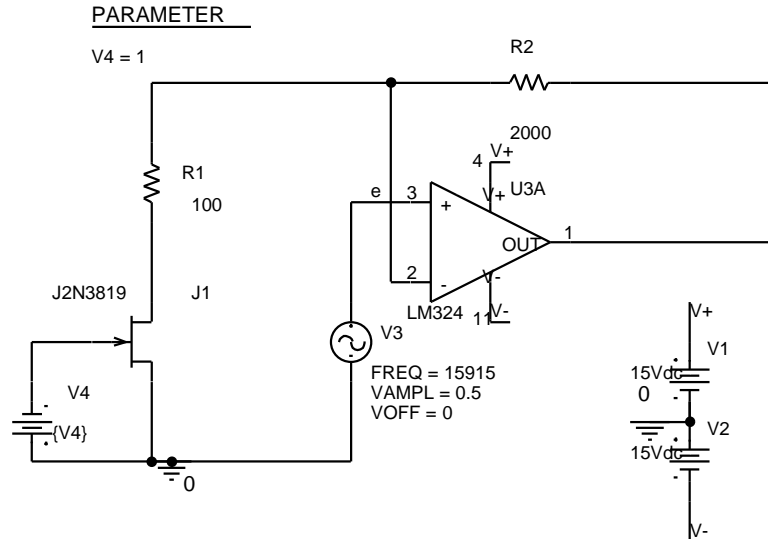 PARAMETER
V4 = 1
R2
2000
4
V+
R1
100
e
3
+
V+
U3A
OUT
1
2
-
V-
LM324
11
V-
J2N3819
J1
V3
FREQ = 15915
VAMPL = 0.5
VOFF = 0
V4
{V4}
0
V+
V1
15Vdc
0
V2
15Vdc
V-